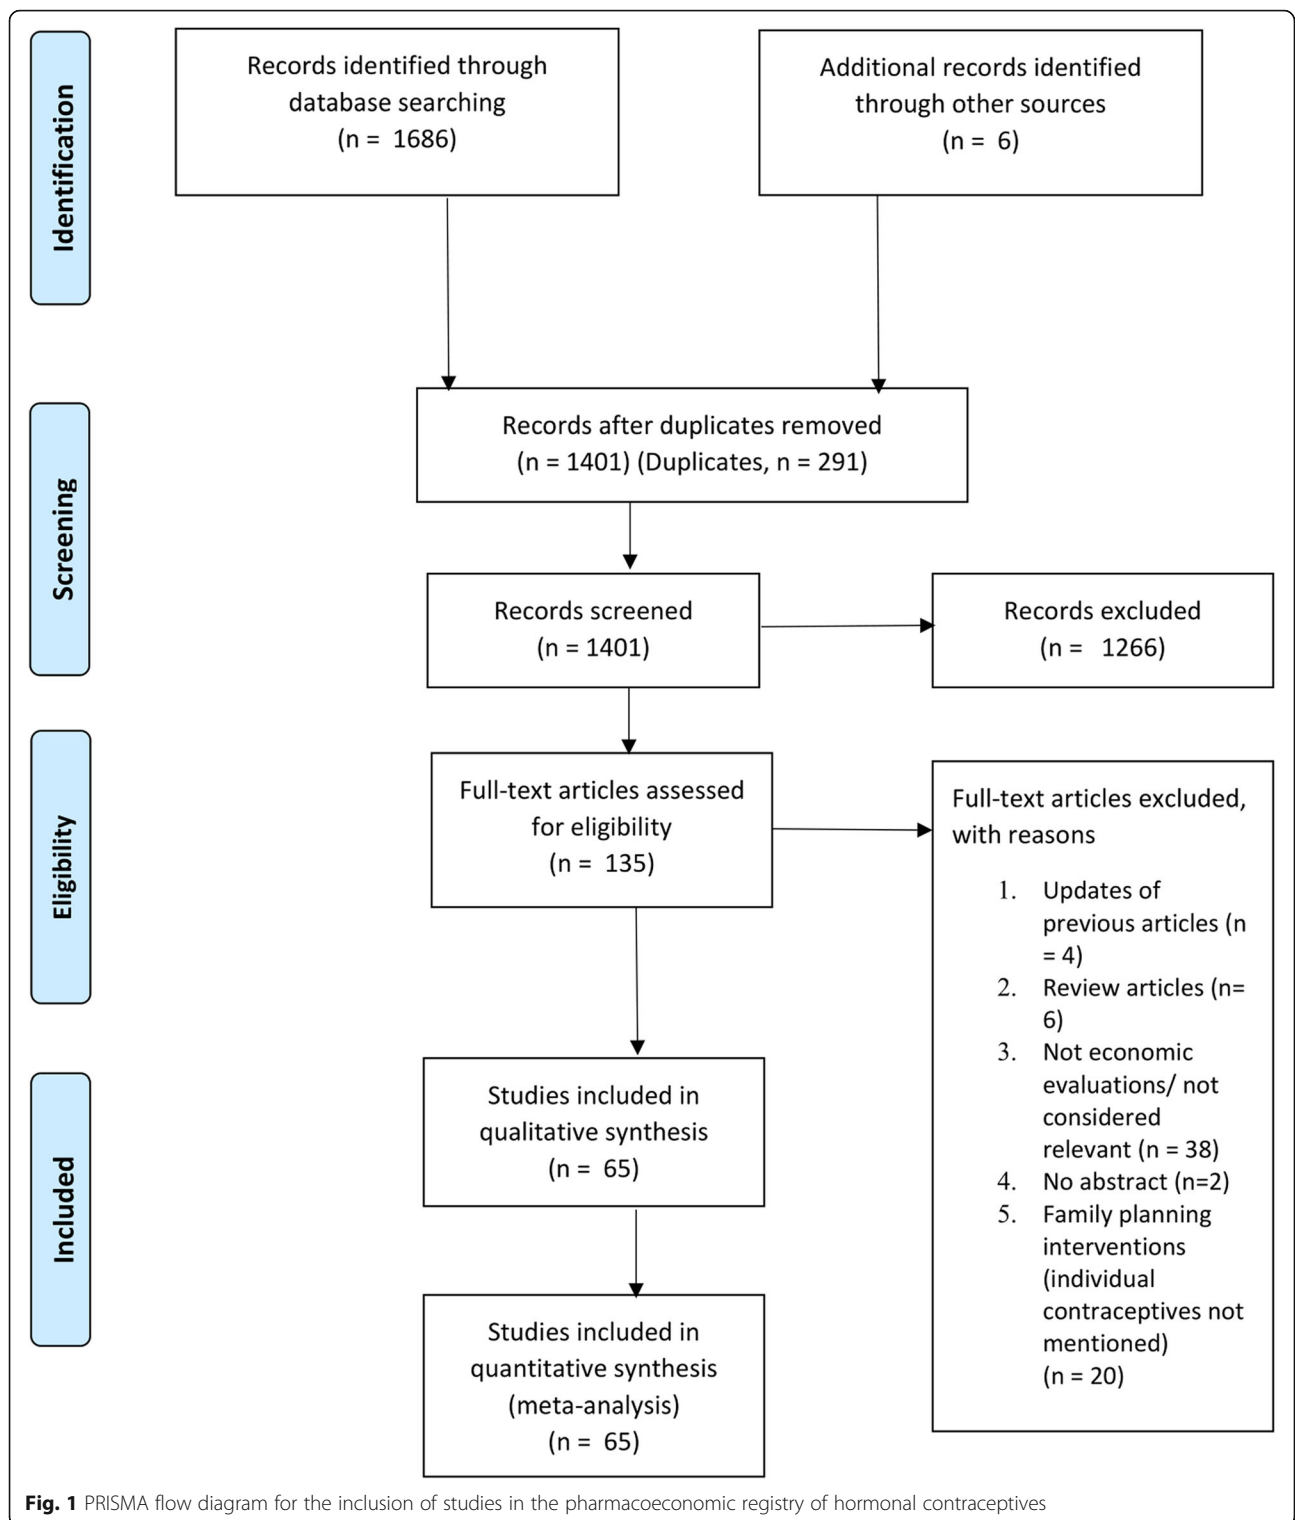 Identification
Records identified through
database searching
(n = 1686)
Additional records identified
through other sources
(n = 6)
Screening
Records after duplicates removed
(n = 1401) (Duplicates, n = 291)
Records screened
(n = 1401)
Records excluded
(n = 1266)
Eligibility
Full-text articles assessed
for eligibility
(n = 135)
Full-text articles excluded,
with reasons
1. Updates of
previous articles (n
= 4)
2. Review articles (n=
6)
3. Not economic
evaluations/ not
considered
relevant (n = 38)
4. No abstract (n=2)
5. Family planning
interventions
(individual
contraceptives not
mentioned)
(n = 20)
Included
Studies included in
qualitative synthesis
(n = 65)
Studies included in
quantitative synthesis
(meta-analysis)
(n = 65)
Fig. 1 PRISMA flow diagram for the inclusion of studies in the pharmacoeconomic registry of hormonal contraceptives